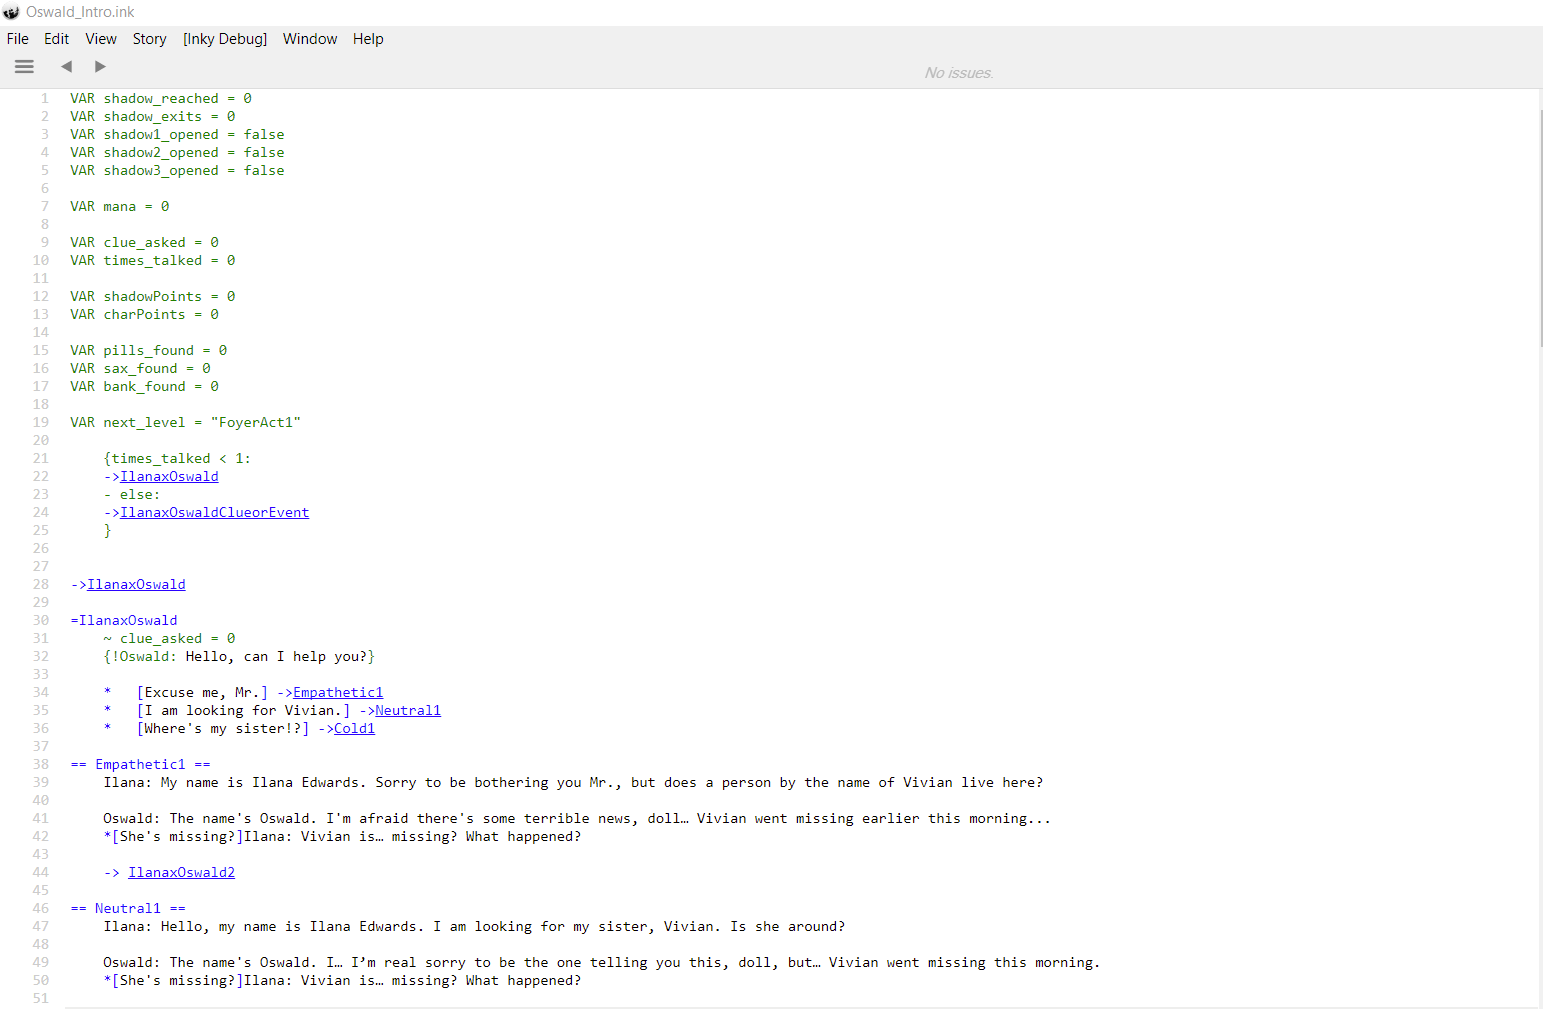 Oswald_Intro.ink
File Edit View Story [Inky Debug] Window Help
No issues.
1 VAR shadow_reached = 0
2 VAR shadow_exits = 0
3 VAR shadow1_opened = false
4 VAR shadow2_opened = false
5 VAR shadow3_opened = false
6
7 VAR mana = 0
8
9 VAR clue_asked = 0
10 VAR times_talked = 0
11
12 VAR shadowPoints = 0
13 VAR charPoints = 0
14
15 VAR pills_found = 0
16 VAR sax_found = 0
17 VAR bank_found = 0
18
19 VAR next_level = "FoyerAct1"
20
21 {times_talked < 1:
22 ->IlanaxOswald
23 - else:
24 ->IlanaxOswaldClueorEvent
25 }
26
27
28 ->IlanaxOswald
29
30 =IlanaxOswald
31 ~ clue_asked = 0
32 {!Oswald: Hello, can I help you?}
33
34 * [Excuse me, Mr.] ->Empathetic1
35 * [I am looking for Vivian.] ->Neutral1
36 * [Where's my sister!?] ->Cold1
37
38 == Empathetic1 ==
39 Ilana: My name is Ilana Edwards. Sorry to be bothering you Mr., but does a person by the name of Vivian live here?
40
41 Oswald: The name's Oswald. I'm afraid there's some terrible news, doll… Vivian went missing earlier this morning...
42 *[She's missing?]Ilana: Vivian is… missing? What happened?
43
44 -> IlanaxOswald2
45
46 == Neutral1 ==
47 Ilana: Hello, my name is Ilana Edwards. I am looking for my sister, Vivian. Is she around?
48
49 Oswald: The name's Oswald. I… I’m real sorry to be the one telling you this, doll, but… Vivian went missing this morning.
50 *[She's missing?]Ilana: Vivian is… missing? What happened?
51